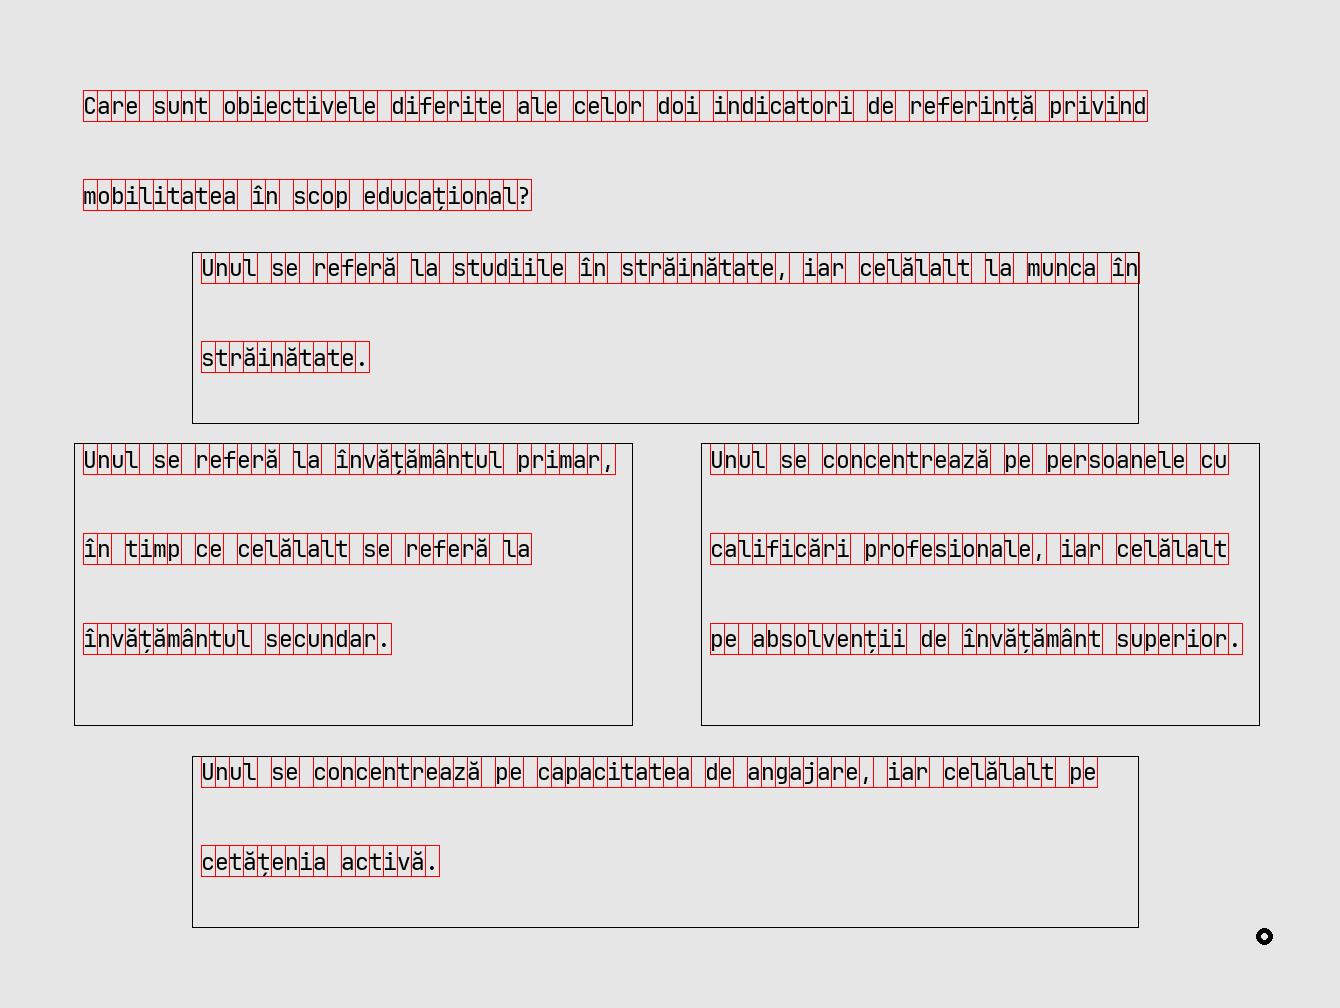 Care sunt obiectivele diferite ale celor doi indicatori de referință privind
mobilitatea în scop educațional?
Unul se referă la studiile în străinătate, iar celălalt la munca în
străinătate.
Unul se referă la învățământul primar,
în timp ce celălalt se referă la
învățământul secundar.
Unul se concentrează pe persoanele cu
calificări profesionale, iar celălalt
pe absolvenții de învățământ superior.
Unul se concentrează pe capacitatea de angajare, iar celălalt pe
cetățenia activă.